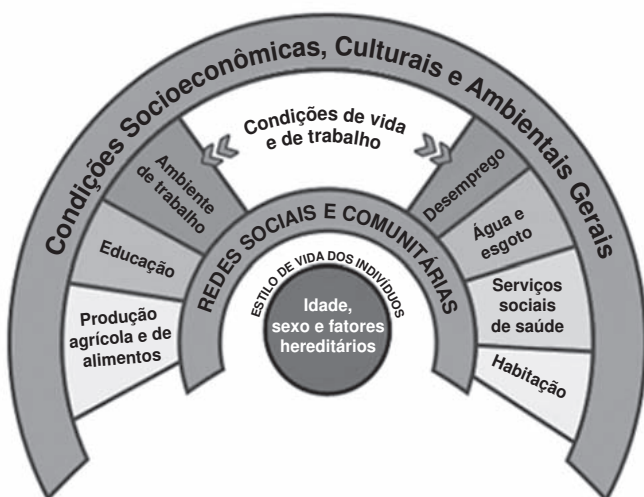 Condições Socioeconômicas, Culturais e Ambientais Gerais
Condições de vida
e de trabalho
Ambiente
de trabalho
Educação
Produção
agrícola e de
alimentos
Desemprego
Água e
esgoto
Serviços
sociais
de saúde
Habitação
REDES SOCIAIS E COMUNITÁRIAS
ESTILO DE VIDA DOS INDIVÍDUOS
Idade,
sexo e fatores
hereditários